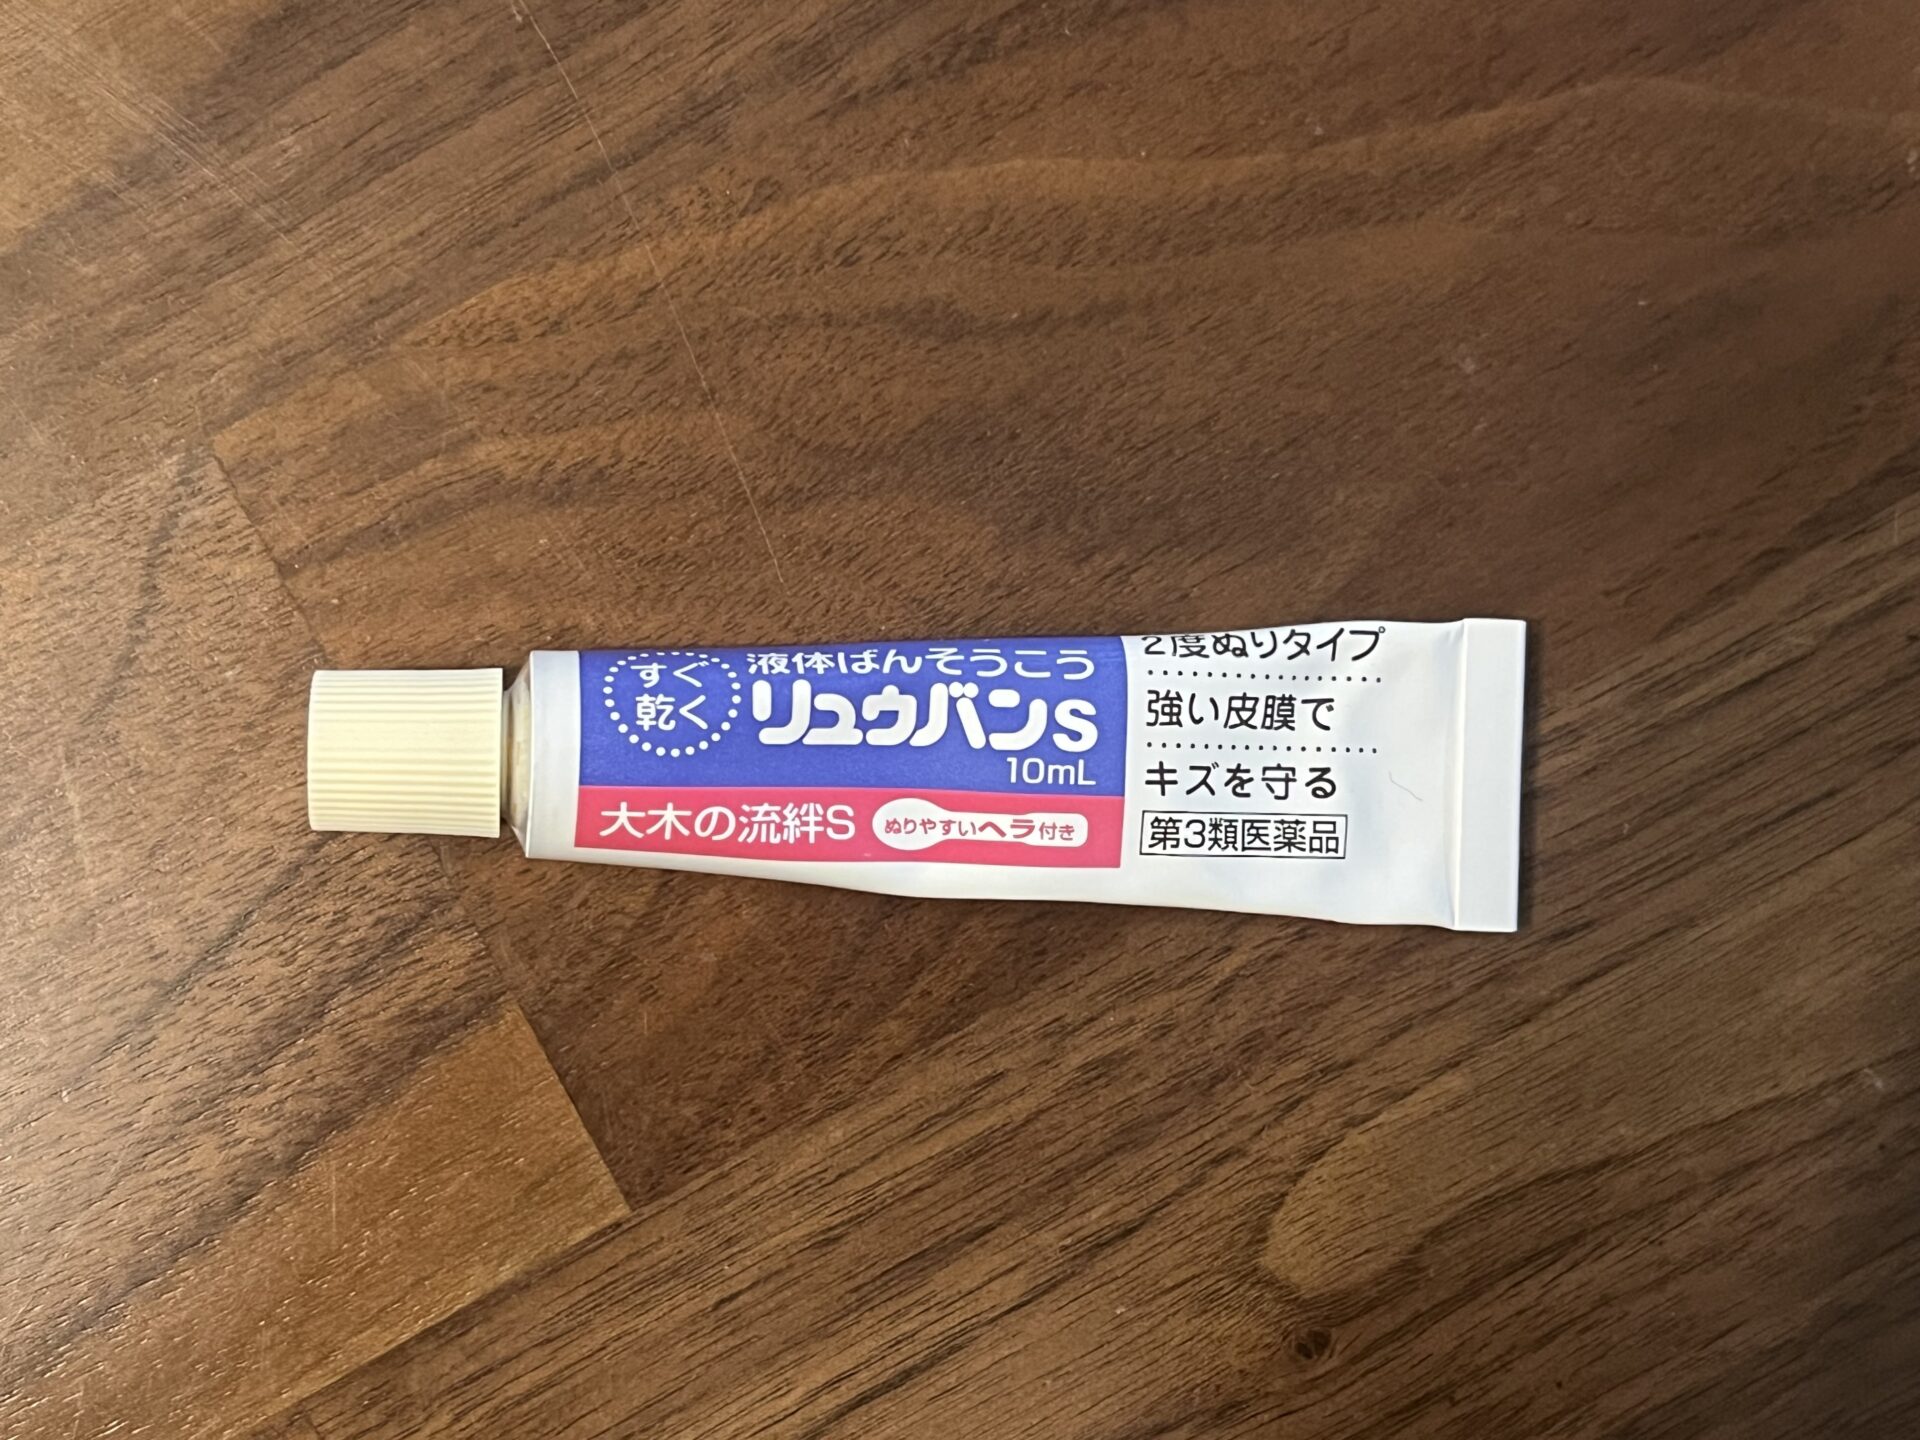 すぐ
乾く
液体ばんそうこう
リュウバンS
10mL
大木の流絆S
ぬりやすいヘラ付き
2度ぬりタイプ
強い皮膜で
キズを守る
第3類医薬品